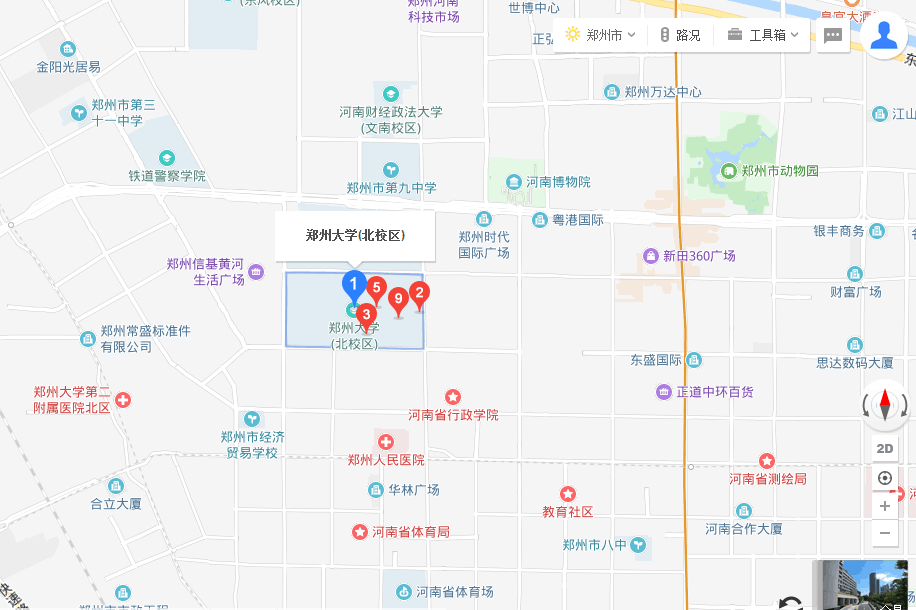 (东风校区)
郑州河南
科技市场
世博中心
皇宫大酒
正弘
郑州市
路况
工具箱
金阳光居易
郑州市第三
十一中学
河南财经政法大学
(文南校区)
郑州万达中心
江山
铁道警察学院
郑州市第九中学
河南博物院
郑州市动物园
郑州大学(北校区)
郑州时代
国际广场
粤港国际
银丰商务
郑州信基黄河
生活广场
新田360广场
财富广场
1
5
9
2
3
郑州大学
(北校区)
郑州常盛标准件
有限公司
东盛国际
思达数码大厦
郑州大学第二
附属医院北区
正道中环百货
河南省行政学院
郑州市经济
贸易学校
郑州人民医院
2D
河南省测绘局
合立大厦
华林广场
教育社区
河南合作大厦
河南省体育局
郑州市八中
河南省体育场
全景